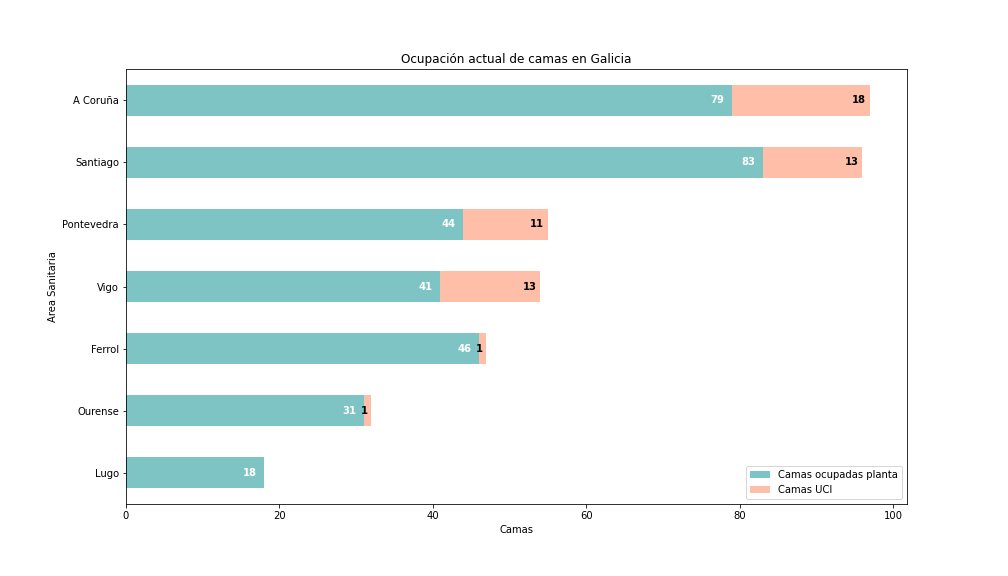 Ocupación actual de camas en Galicia
A Coruña 79 18
Santiago 83 13
Pontevedra 44 11
Vigo 41 13
Ferrol 46 1
Ourense 31 1
Lugo 18
Area Sanitaria
Camas ocupadas planta
Camas UCI
0 20 40 60 80 100
Camas